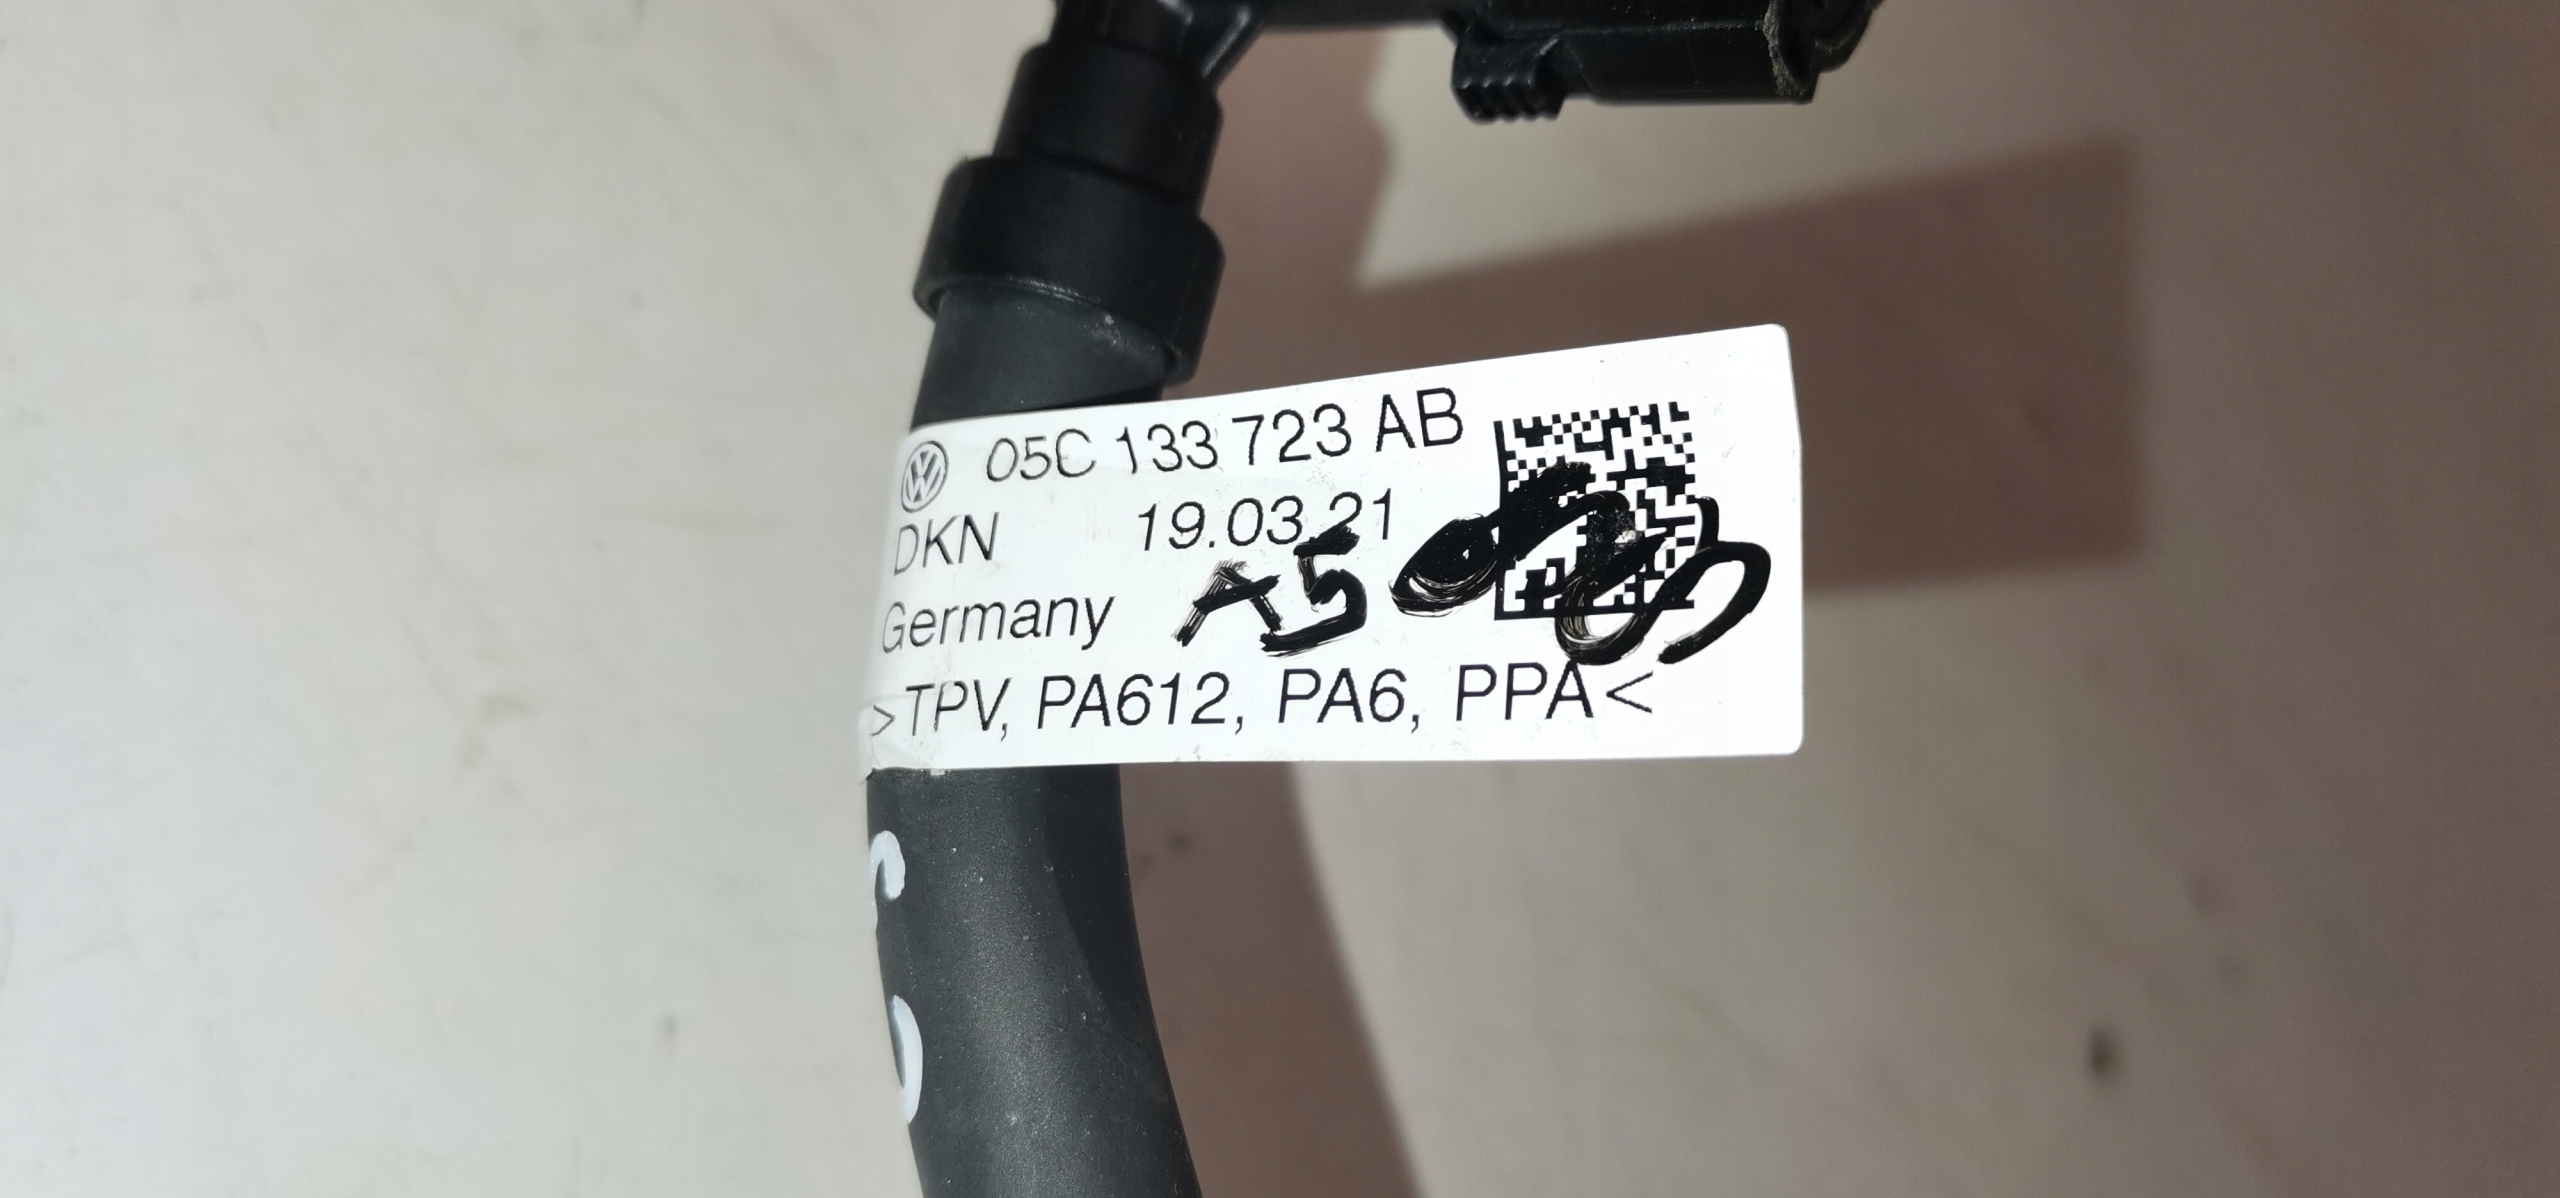 05C 133 723 AB
DKN 19.03.21
Germany A5
>TPV, PA612, PA6, PPA<